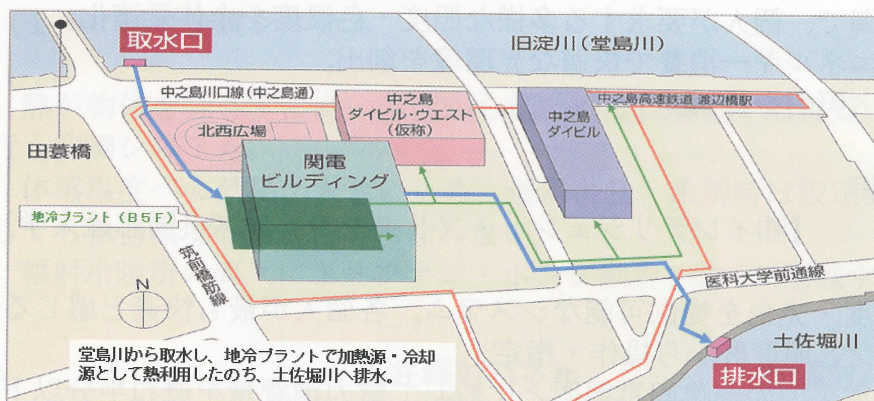 取水口
旧淀川(堂島川)
中之島川口線(中之島通)
中之島高速鉄道 渡辺橋駅
田蓑橋
北西広場
中之島
ダイビル・ウエスト
(仮称)
中之島
ダイビル
関電
ビルディング
地冷プラント(B5F)
筑前橋筋線
N
医科大学前通線
土佐堀川
排水口
堂島川から取水し、地冷プラントで加熱源・冷却
源として熱利用したのち、土佐堀川へ排水。